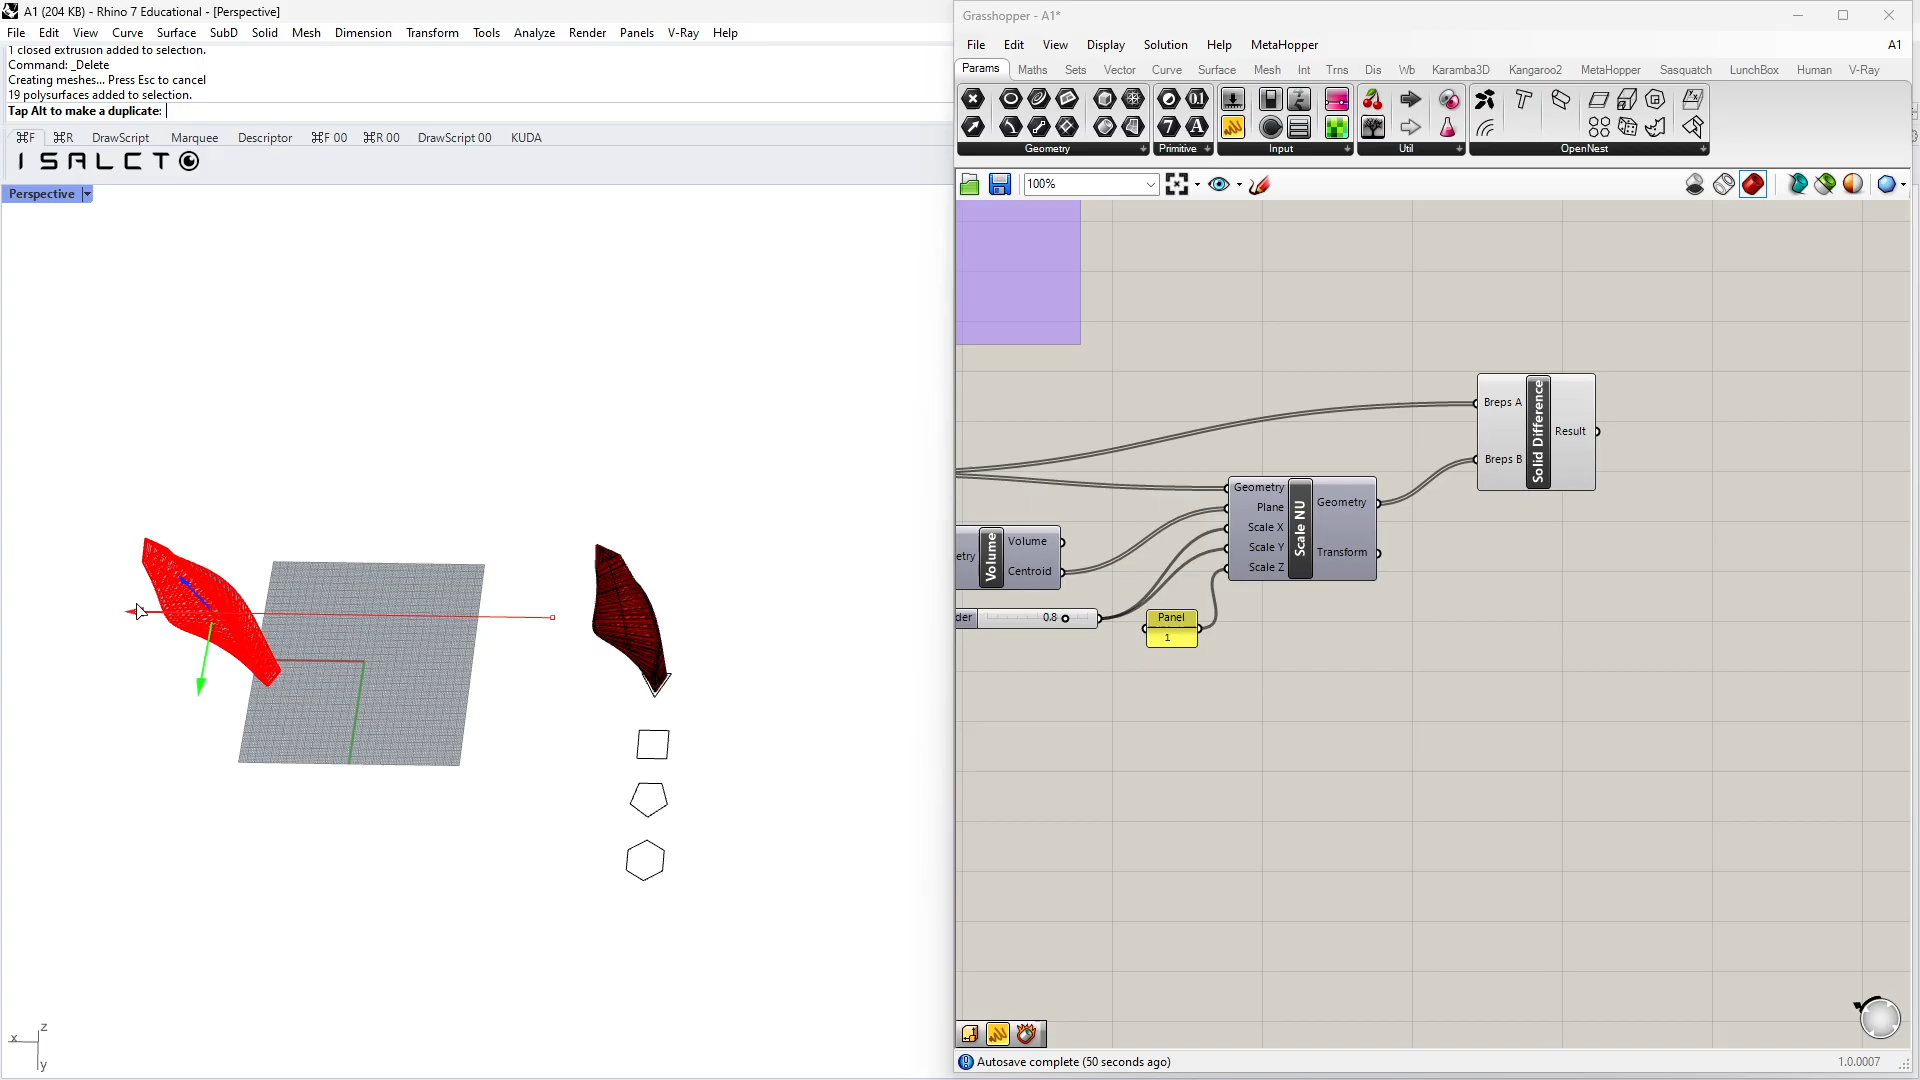 A1 (204 KB) - Rhino 7 Educational - [Perspective]
File Edit View Curve Surface SubD Solid Mesh Dimension Transform Tools Analyze Render Panels V-Ray Help
1 closed extrusion added to selection.
Command: _Delete
Creating meshes... Press Esc to cancel
19 polysurfaces added to selection.
Tap Alt to make a duplicate:
⌘F ⌘R DrawScript Marquee Descriptor ⌘F 00 ⌘R 00 DrawScript 00 KUDA
Perspective
z
x
y
Grasshopper - A1*
File Edit View Display Solution Help MetaHopper A1
Params Maths Sets Vector Curve Surface Mesh Int Trns Dis Wb Karamba3D Kangaroo2 MetaHopper Sasquatch LunchBox Human V-Ray
Geometry Primitive Input Util OpenNest
100%
Breps A
Breps B
Solid Difference
Result
Geometry
Plane
Scale X
Scale Y
Scale Z
Scale NU
Geometry
Transform
etry
Volume
Volume
Centroid
der 0.8
Panel
1
Autosave complete (50 seconds ago)
1.0.0007